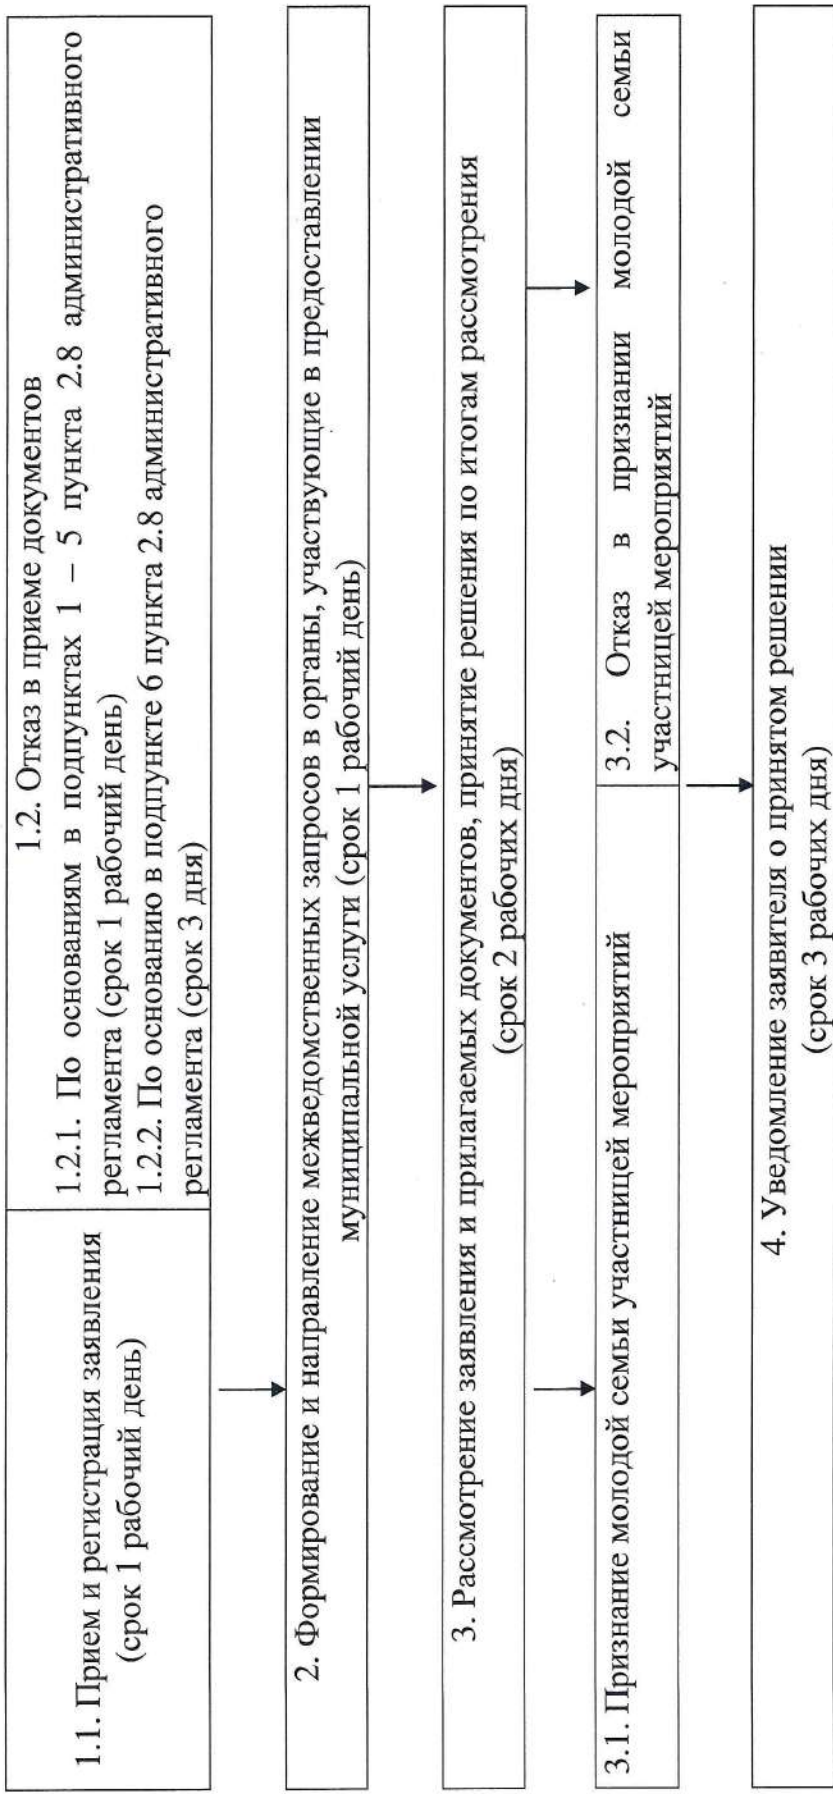 1.1. Прием и регистрация заявления
(срок 1 рабочий день)
1.2. Отказ в приеме документов
1.2.1. По основаниям в подпунктах 1 – 5 пункта 2.8 административного
регламента (срок 1 рабочий день)
1.2.2. По основанию в подпункте 6 пункта 2.8 административного
регламента (срок 3 дня)
2. Формирование и направление межведомственных запросов в органы, участвующие в предоставлении
муниципальной услуги (срок 1 рабочий день)
3. Рассмотрение заявления и прилагаемых документов, принятие решения по итогам рассмотрения
(срок 2 рабочих дня)
3.1. Признание молодой семьи участницей мероприятий
3.2. Отказ в признании молодой семьи
участницей мероприятий
4. Уведомление заявителя о принятом решении
(срок 3 рабочих дня)